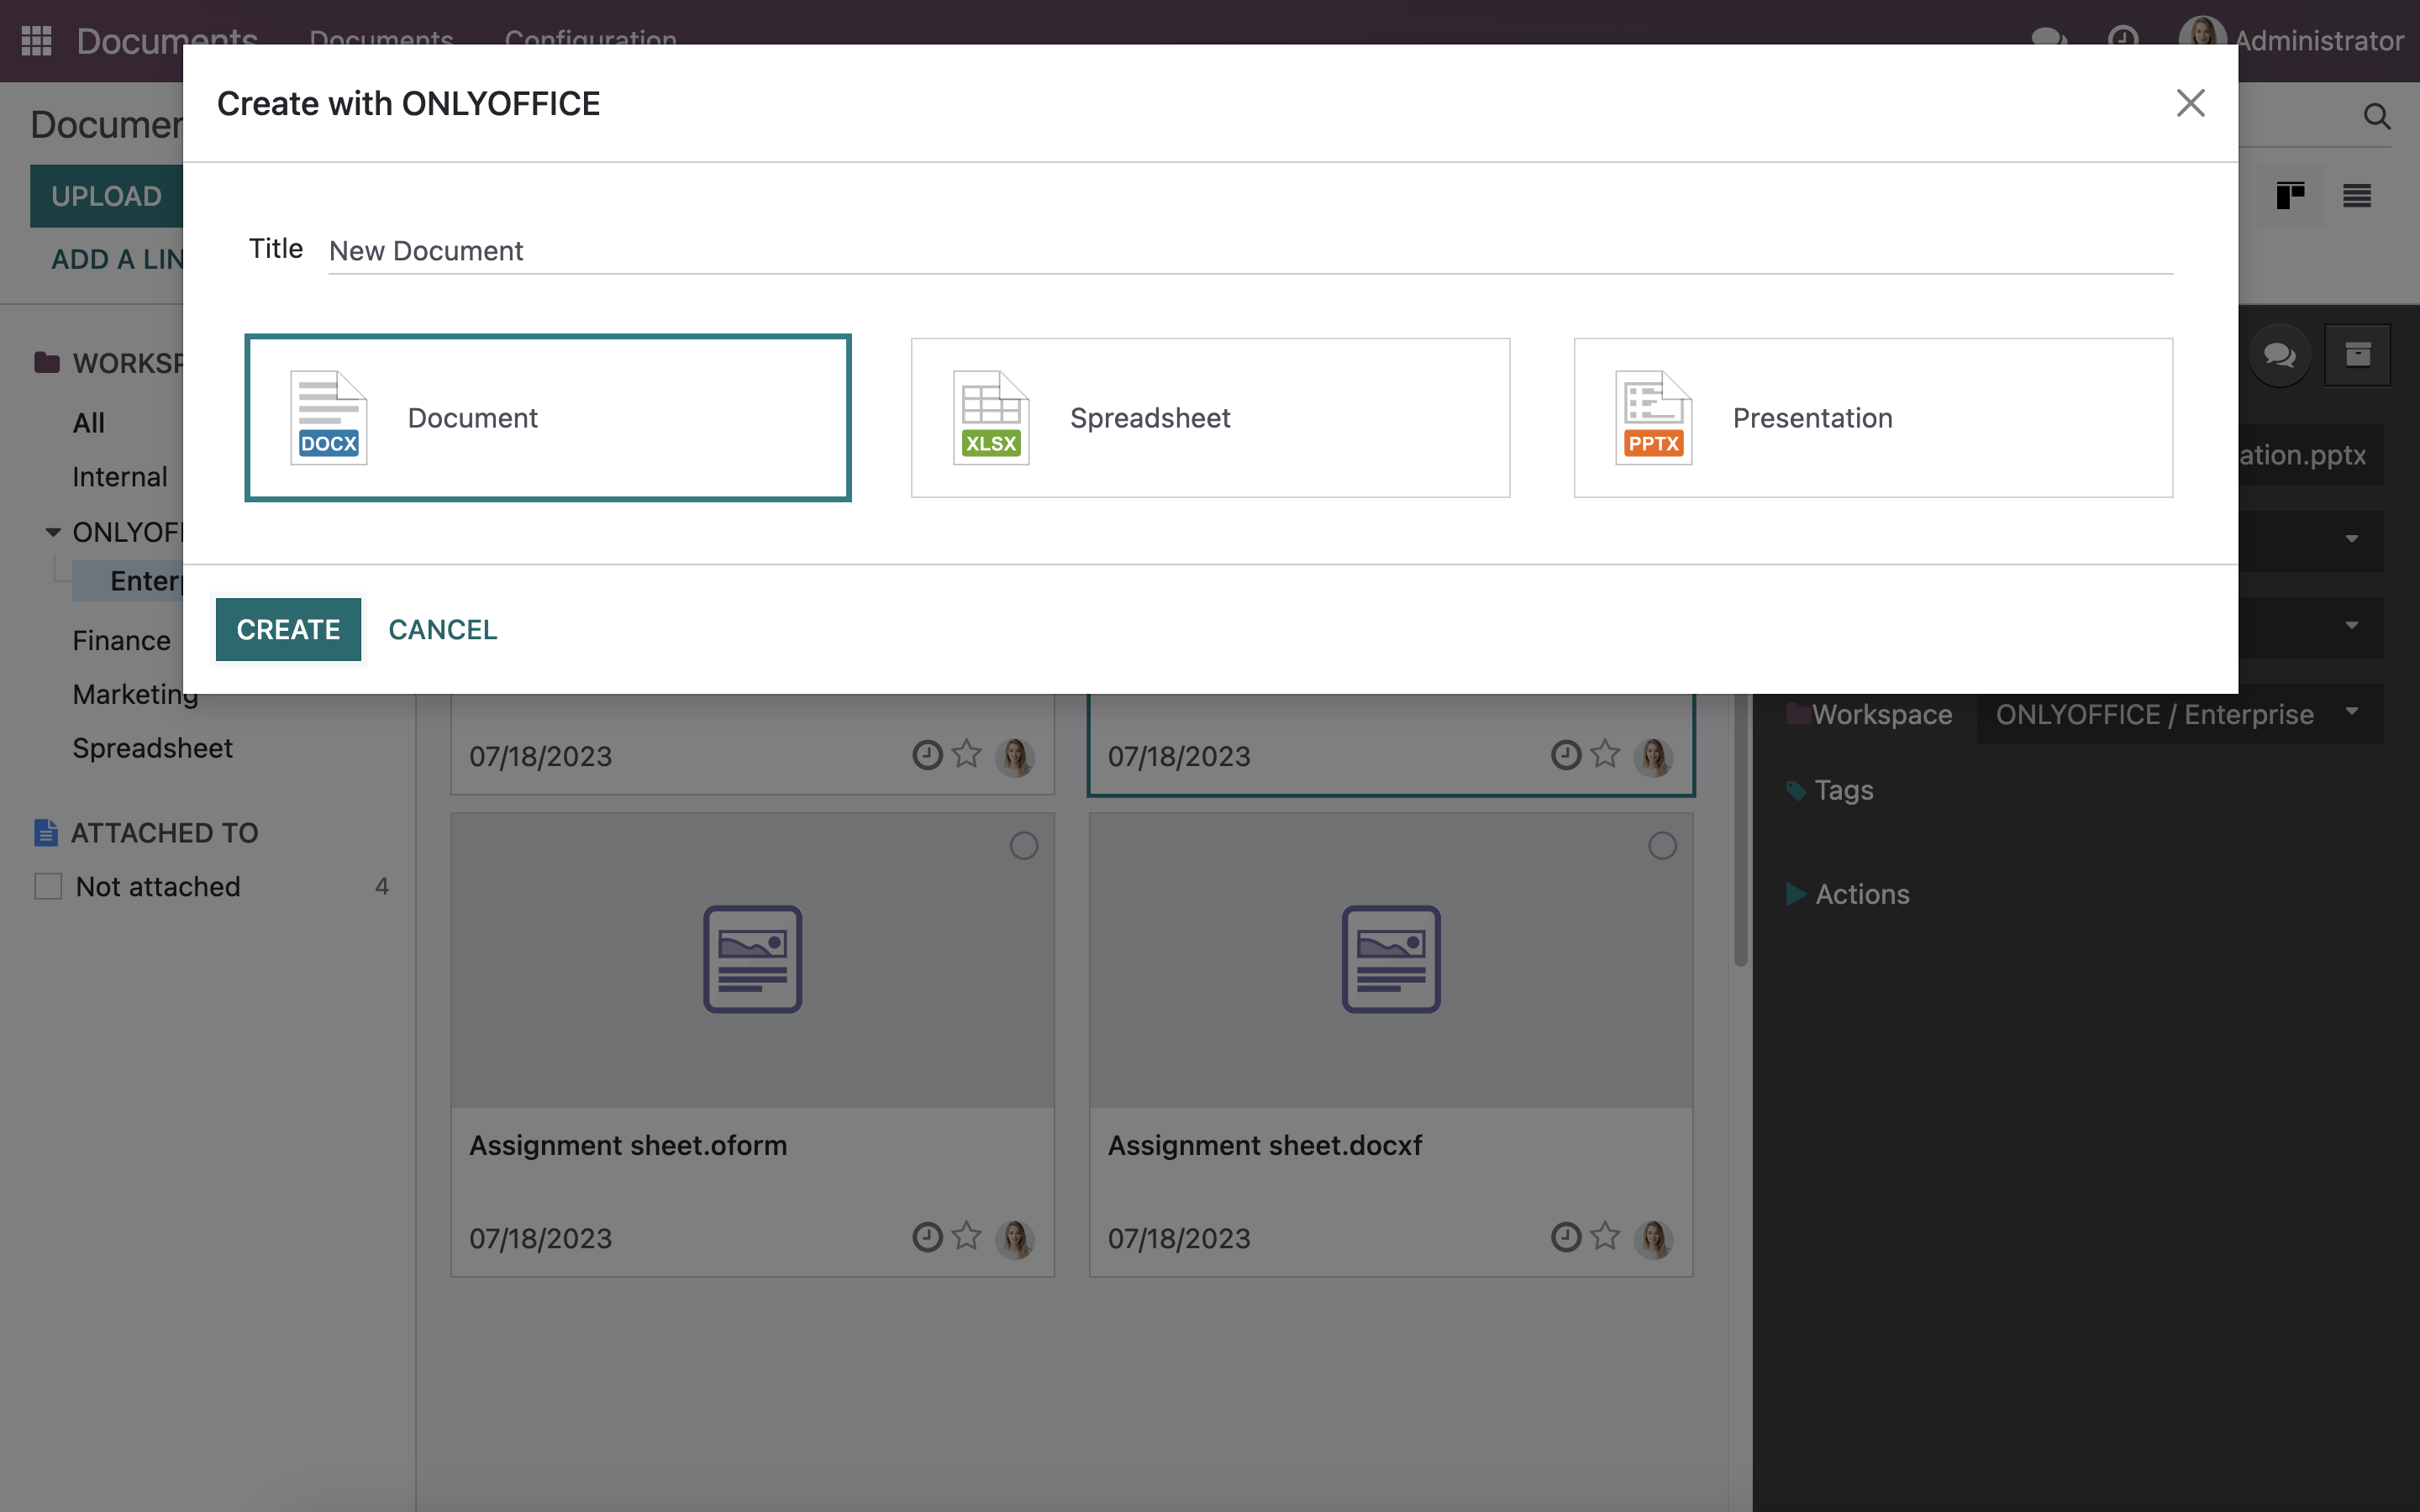 Documents Documents Configuration Administrator
Create with ONLYOFFICE
Documen
UPLOAD
ADD A LIN
Title New Document
DOCX Document
XLSX Spreadsheet
PPTX Presentation
CREATE CANCEL
WORKSP
All
Internal
ONLYOFF
Enterp
Finance
Marketing
Spreadsheet
ATTACHED TO
Not attached 4
07/18/2023
07/18/2023
Assignment sheet.oform
07/18/2023
Assignment sheet.docxf
07/18/2023
ation.pptx
Workspace ONLYOFFICE / Enterprise
Tags
Actions